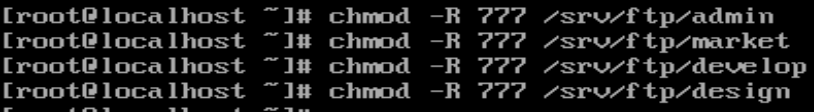 [root@localhost ~]# chmod -R 777 /srv/ftp/admin
[root@localhost ~]# chmod -R 777 /srv/ftp/market
[root@localhost ~]# chmod -R 777 /srv/ftp/develop
[root@localhost ~]# chmod -R 777 /srv/ftp/design